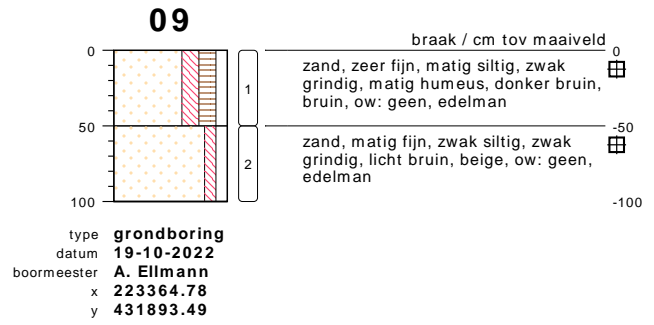 09
braak / cm tov maaiveld
0
0
zand, zeer fijn, matig siltig, zwak
grindig, matig humeus, donker bruin,
bruin, ow: geen, edelman
1
50
-50
zand, matig fijn, zwak siltig, zwak
grindig, licht bruin, beige, ow: geen,
edelman
2
100
-100
type grondboring
datum 19-10-2022
boormeester A. Ellmann
x 223364.78
y 431893.49